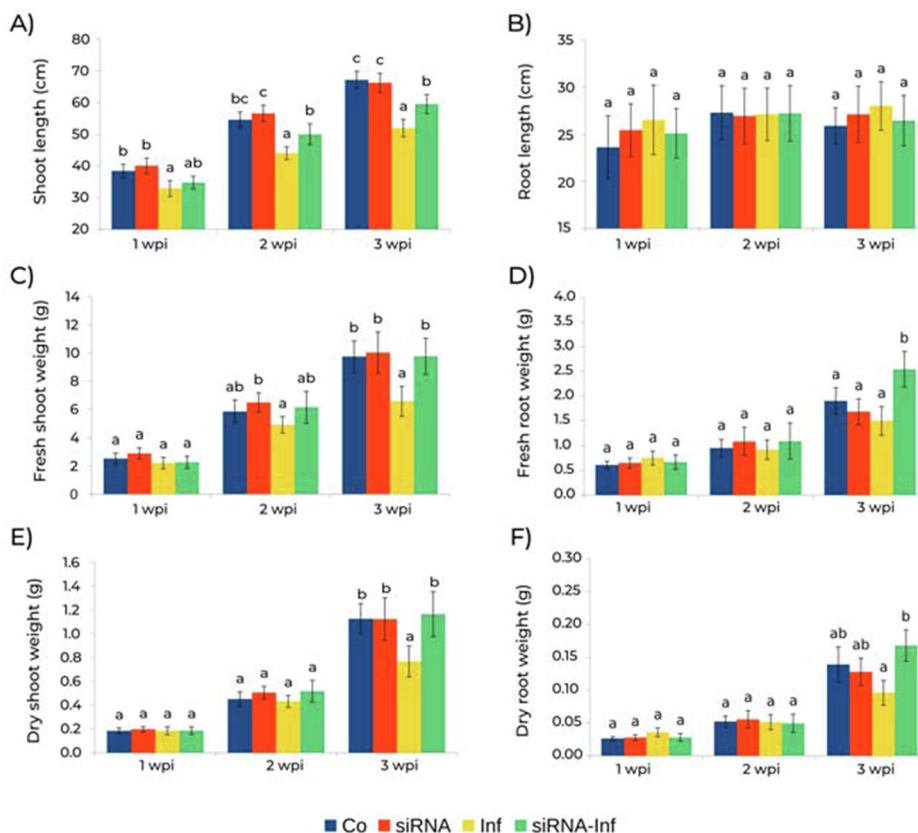 A)
Shoot length (cm)
80
70
60
50
40
30
20
b b a ab
bc c a b
c c a b
1 wpi 2 wpi 3 wpi
B)
Root length (cm)
35
30
25
20
15
a a a a
a a a a
a a a a
1 wpi 2 wpi 3 wpi
C)
Fresh shoot weight (g)
14
12
10
8
6
4
2
0
a a a a
ab b a ab
b b a b
1 wpi 2 wpi 3 wpi
D)
Fresh root weight (g)
4.0
3.5
3.0
2.5
2.0
1.5
1.0
0.5
0.0
a a a a
a a a a
a a a b
1 wpi 2 wpi 3 wpi
E)
Dry shoot weight (g)
1.6
1.4
1.2
1.0
0.8
0.6
0.4
0.2
0.0
a a a a
a a a a
b b a b
1 wpi 2 wpi 3 wpi
F)
Dry root weight (g)
0.30
0.25
0.20
0.15
0.10
0.05
0.00
a a a a
a a a a
ab ab a b
1 wpi 2 wpi 3 wpi
Co siRNA Inf siRNA-Inf